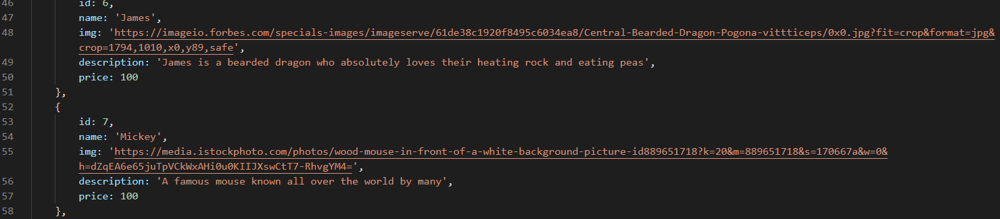 46 id: 6,
47 name: 'James',
48 img: 'https://imageio.forbes.com/specials-images/imageserve/61de38c1920f8495c6034ea8/Central-Bearded-Dragon-Pogona-vittticeps/0x0.jpg?fit=crop&format=jpg&
crop=1794,1010,x0,y89,safe',
49 description: 'James is a bearded dragon who absolutely loves their heating rock and eating peas',
50 price: 100
51 },
52 {
53 id: 7,
54 name: 'Mickey',
55 img: 'https://media.istockphoto.com/photos/wood-mouse-in-front-of-a-white-background-picture-id889651718?k=20&m=889651718&s=170667a&w=0&
h=dZqEA6e65juTpVCkWxAHi0u0KIIJXswCtT7-RhvgYM4=',
56 description: 'A famous mouse known all over the world by many',
57 price: 100
58 },